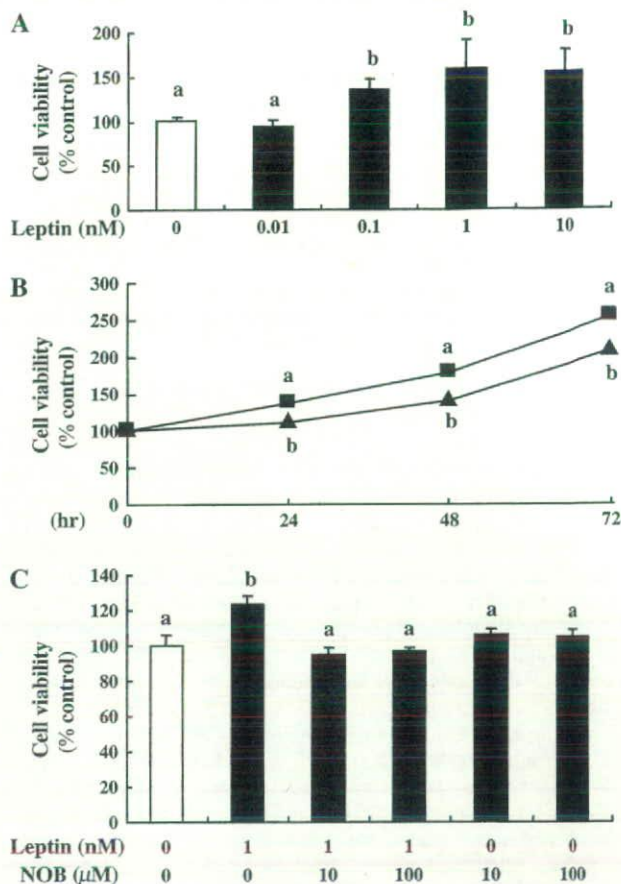 A
Cell viability
(% control)
200
150
100
50
0
a
a
b
b
b
Leptin (nM)
0 0.01 0.1 1 10
B
Cell viability
(% control)
300
250
200
150
100
50
0
a
a
a
b
b
b
(hr)
0 24 48 72
C
Cell viability
(% control)
140
120
100
80
60
40
20
0
a
b
a
a
a
a
Leptin (nM) 0 1 1 1 0 0
NOB (μM) 0 0 10 100 10 100